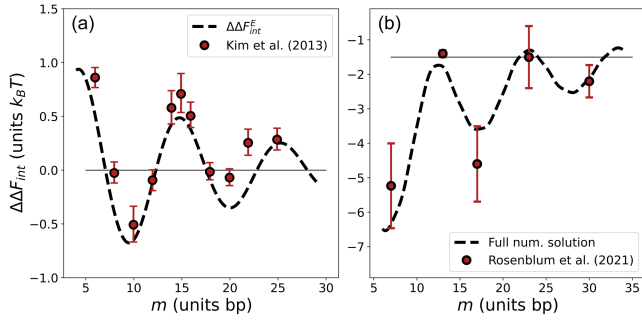 (a)
ΔΔF_int^E
Kim et al. (2013)
1.5
1.0
0.5
0.0
−0.5
−1.0
ΔΔF_int (units k_BT)
5 10 15 20 25 30
m (units bp)
(b)
−1
−2
−3
−4
−5
−6
−7
Full num. solution
Rosenblum et al. (2021)
5 10 15 20 25 30 35
m (units bp)